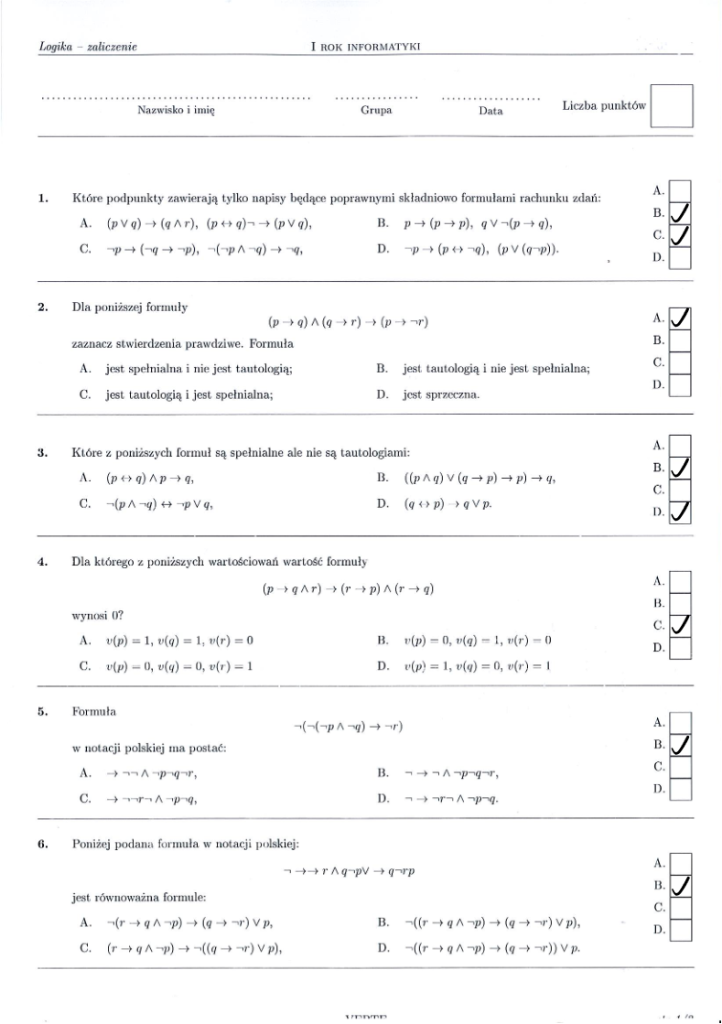 Logika – zaliczenie I ROK INFORMATYKI
Nazwisko i imię Grupa Data Liczba punktów
1. Które podpunkty zawierają tylko napisy będące poprawnymi składniowo formułami rachunku zdań:
A. (p ∨ q) → (q ∧ r), (p ↔ q)¬ → (p ∨ q), B. p → (p → p), q ∨ ¬(p → q),
C. ¬p → (¬q → ¬p), ¬(¬p ∧ ¬q) → ¬q, D. ¬p → (p ↔ ¬q), (p ∨ (q¬p)).
A.
B. ✓
C. ✓
D.
2. Dla poniższej formuły
(p → q) ∧ (q → r) → (p → ¬r)
zaznacz stwierdzenia prawdziwe. Formuła
A. jest spełnialna i nie jest tautologią; B. jest tautologią i nie jest spełnialna;
C. jest tautologią i jest spełnialna; D. jest sprzeczna.
A. ✓
B.
C.
D.
3. Które z poniższych formuł są spełnialne ale nie są tautologiami:
A. (p ↔ q) ∧ p → q, B. ((p ∧ q) ∨ (q → p) → p) → q,
C. ¬(p ∧ ¬q) ↔ ¬p ∨ q, D. (q ↔ p) → q ∨ p.
A.
B. ✓
C.
D. ✓
4. Dla którego z poniższych wartościowań wartość formuły
(p → q ∧ r) → (r → p) ∧ (r → q)
wynosi 0?
A. v(p) = 1, v(q) = 1, v(r) = 0 B. v(p) = 0, v(q) = 1, v(r) = 0
C. v(p) = 0, v(q) = 0, v(r) = 1 D. v(p) = 1, v(q) = 0, v(r) = 1
A.
B.
C. ✓
D.
5. Formuła
¬(¬(¬p ∧ ¬q) → ¬r)
w notacji polskiej ma postać:
A. → ¬¬ ∧ ¬p¬q¬r, B. ¬ → ¬ ∧ ¬p¬q¬r,
C. → ¬¬r¬ ∧ ¬p¬q, D. ¬ → ¬r¬ ∧ ¬p¬q.
A.
B. ✓
C.
D.
6. Poniżej podana formuła w notacji polskiej:
¬ →→ r ∧ q¬p∨ → q¬rp
jest równoważna formule:
A. ¬(r → q ∧ ¬p) → (q → ¬r) ∨ p, B. ¬((r → q ∧ ¬p) → (q → ¬r) ∨ p),
C. (r → q ∧ ¬p) → ¬((q → ¬r) ∨ p), D. ¬((r → q ∧ ¬p) → (q → ¬r)) ∨ p.
A.
B. ✓
C.
D.